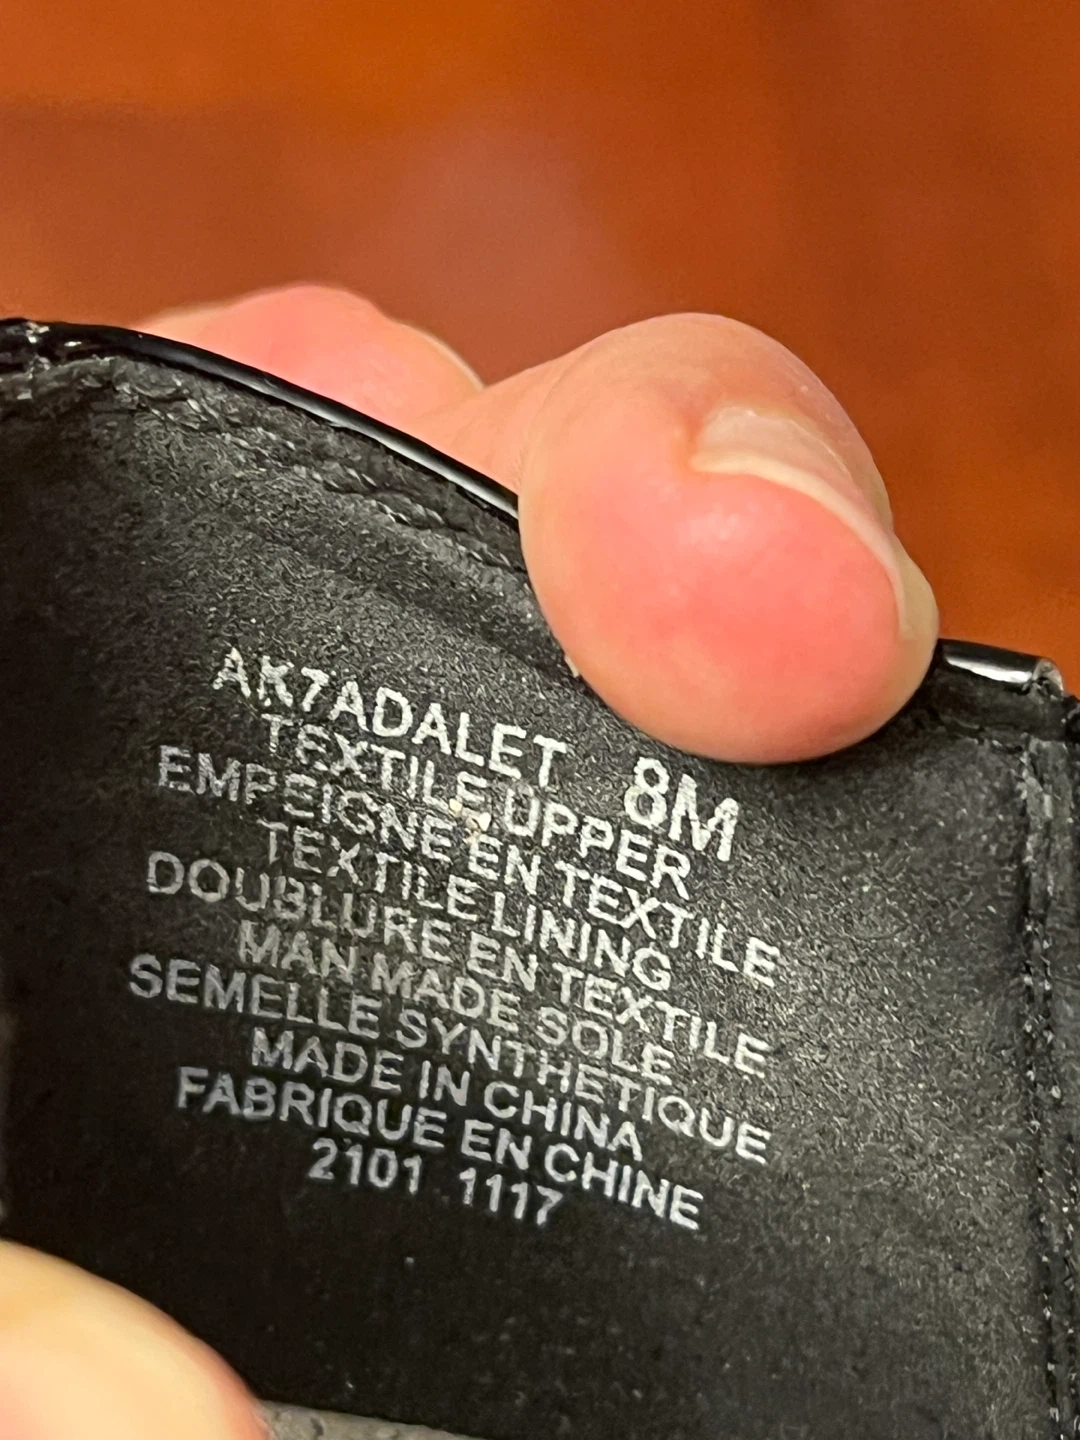 AK7ADALET 8M
TEXTILE UPPER
EMPEIGNE EN TEXTILE
TEXTILE LINING
DOUBLURE EN TEXTILE
MAN MADE SOLE
SEMELLE SYNTHETIQUE
MADE IN CHINA
FABRIQUE EN CHINE
2101 1117